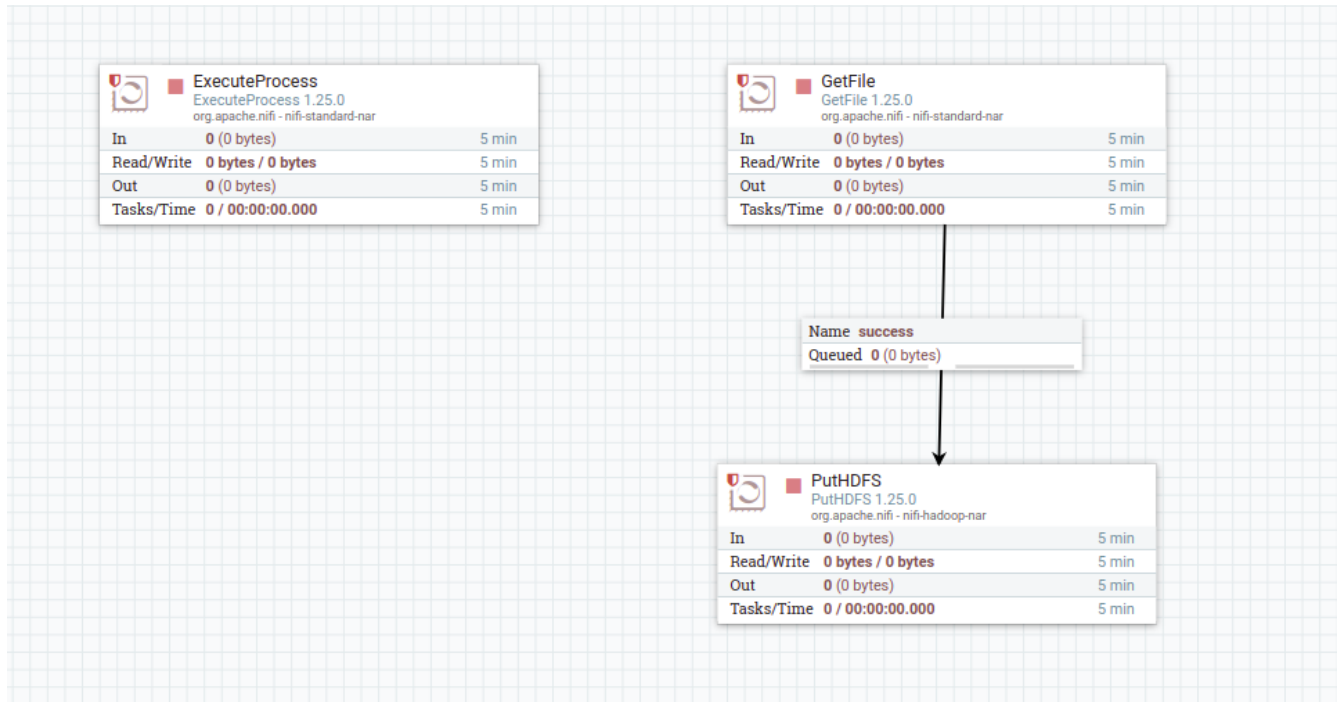 ExecuteProcess
ExecuteProcess 1.25.0
org.apache.nifi - nifi-standard-nar
In 0 (0 bytes) 5 min
Read/Write 0 bytes / 0 bytes 5 min
Out 0 (0 bytes) 5 min
Tasks/Time 0 / 00:00:00.000 5 min
GetFile
GetFile 1.25.0
org.apache.nifi - nifi-standard-nar
In 0 (0 bytes) 5 min
Read/Write 0 bytes / 0 bytes 5 min
Out 0 (0 bytes) 5 min
Tasks/Time 0 / 00:00:00.000 5 min
Name success
Queued 0 (0 bytes)
PutHDFS
PutHDFS 1.25.0
org.apache.nifi - nifi-hadoop-nar
In 0 (0 bytes) 5 min
Read/Write 0 bytes / 0 bytes 5 min
Out 0 (0 bytes) 5 min
Tasks/Time 0 / 00:00:00.000 5 min